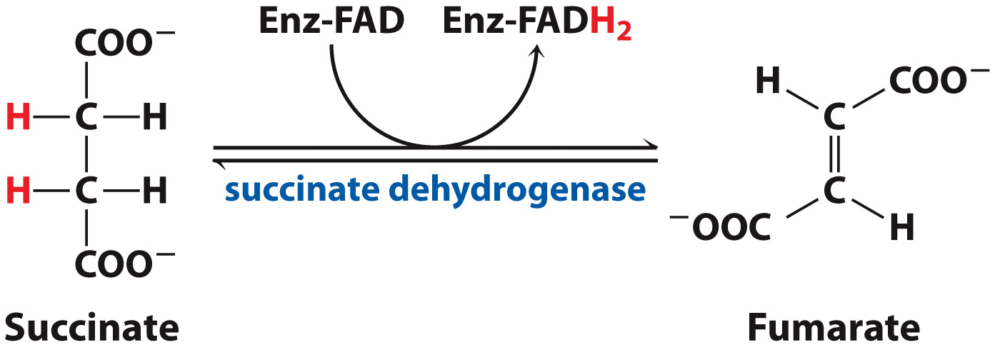 Enz-FAD Enz-FADH₂
COO⁻
H—C—H
H—C—H
COO⁻
Succinate
succinate dehydrogenase
H COO⁻
C
C
⁻OOC H
Fumarate